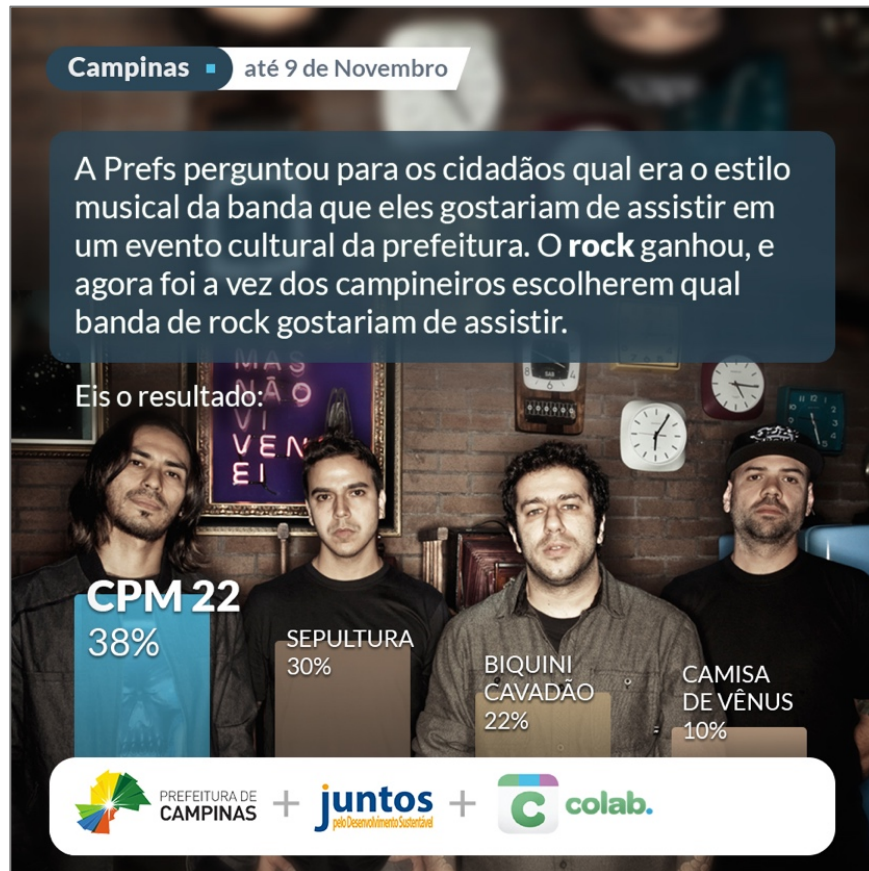 Campinas
até 9 de Novembro
A Prefs perguntou para os cidadãos qual era o estilo
musical da banda que eles gostariam de assistir em
um evento cultural da prefeitura. O rock ganhou, e
agora foi a vez dos campineiros escolherem qual
banda de rock gostariam de assistir.
MAS
NÃO
VI
VEN
EI
Eis o resultado:
CPM 22
38%
SEPULTURA
30%
BIQUINI
CAVADÃO
22%
CAMISA
DE VÊNUS
10%
PREFEITURA DE
CAMPINAS
+
juntos
pelo Desenvolvimento Sustentável
+
C
colab.